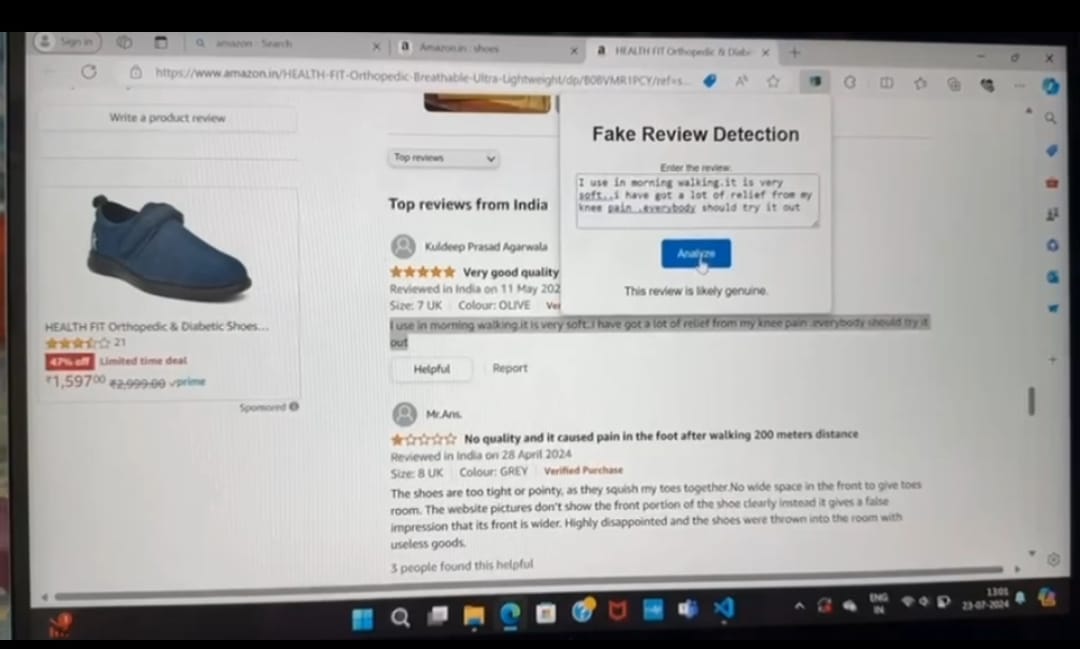 Sign in
amazon - Search
Amazon.in : shoes
HEALTH FIT Orthopedic & Diabe
https://www.amazon.in/HEALTH-FIT-Orthopedic-Breathable-Ultra-Lightweight/dp/B0BVMR1PCY/ref=s...
Write a product review
Fake Review Detection
Enter the review:
I use in morning walking.it is very
soft..i have got a lot of relief from my
knee pain .everybody should try it out
Analyze
This review is likely genuine.
Top reviews
Top reviews from India
Kuldeep Prasad Agarwala
Very good quality
Reviewed in India on 11 May 202
Size: 7 UK Colour: OLIVE Ver
I use in morning walking.it is very soft..i have got a lot of relief from my knee pain .everybody should try it
out
Helpful Report
HEALTH FIT Orthopedic & Diabetic Shoes...
21
47% off Limited time deal
₹1,597⁰⁰ ₹2,999.00 prime
Sponsored
Mr.Ans.
No quality and it caused pain in the foot after walking 200 meters distance
Reviewed in India on 28 April 2024
Size: 8 UK Colour: GREY Verified Purchase
The shoes are too tight or pointy, as they squish my toes together.No wide space in the front to give toes
room. The website pictures don't show the front portion of the shoe clearly instead it gives a false
impression that its front is wider. Highly disappointed and the shoes were thrown into the room with
useless goods.
3 people found this helpful
ENG
IN
13:01
23-07-2024